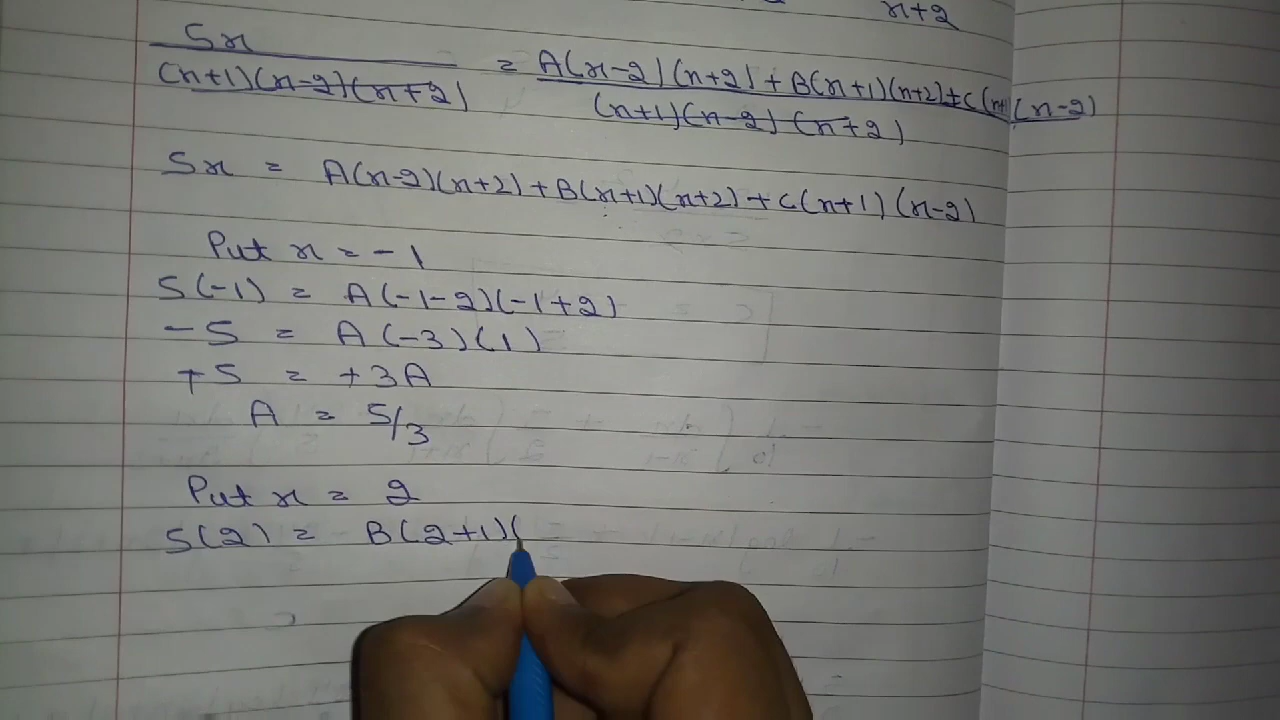 x+2
5x / (x+1)(x-2)(x+2) = A(x-2)(x+2) + B(x+1)(x+2) + C(x+1)(x-2) / (x+1)(x-2)(x+2)
5x = A(x-2)(x+2) + B(x+1)(x+2) + C(x+1)(x-2)
Put x = -1
5(-1) = A(-1-2)(-1+2)
-5 = A(-3)(1)
+5 = +3A
A = 5/3
Put x = 2
5(2) = B(2+1)(